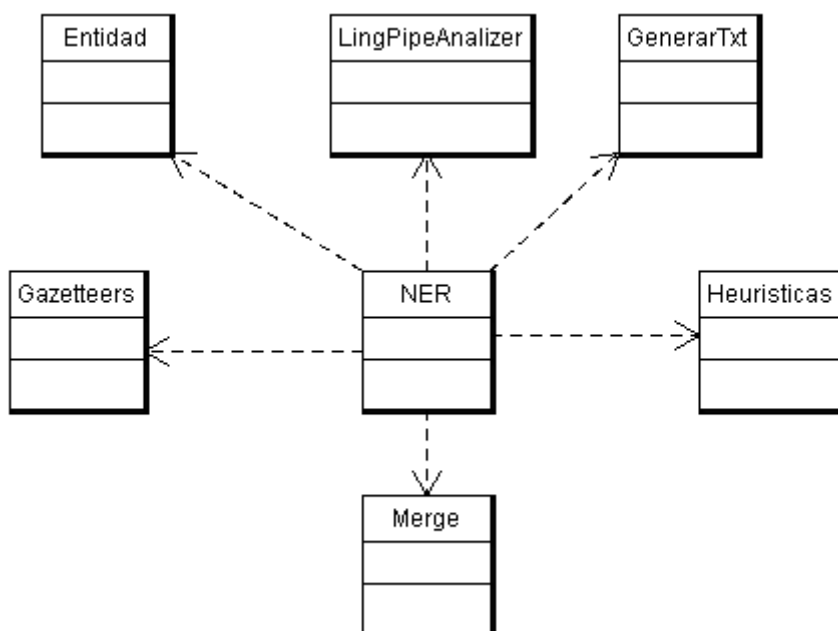 Entidad
LingPipeAnalizer
GenerarTxt
Gazetteers
NER
Heuristicas
Merge